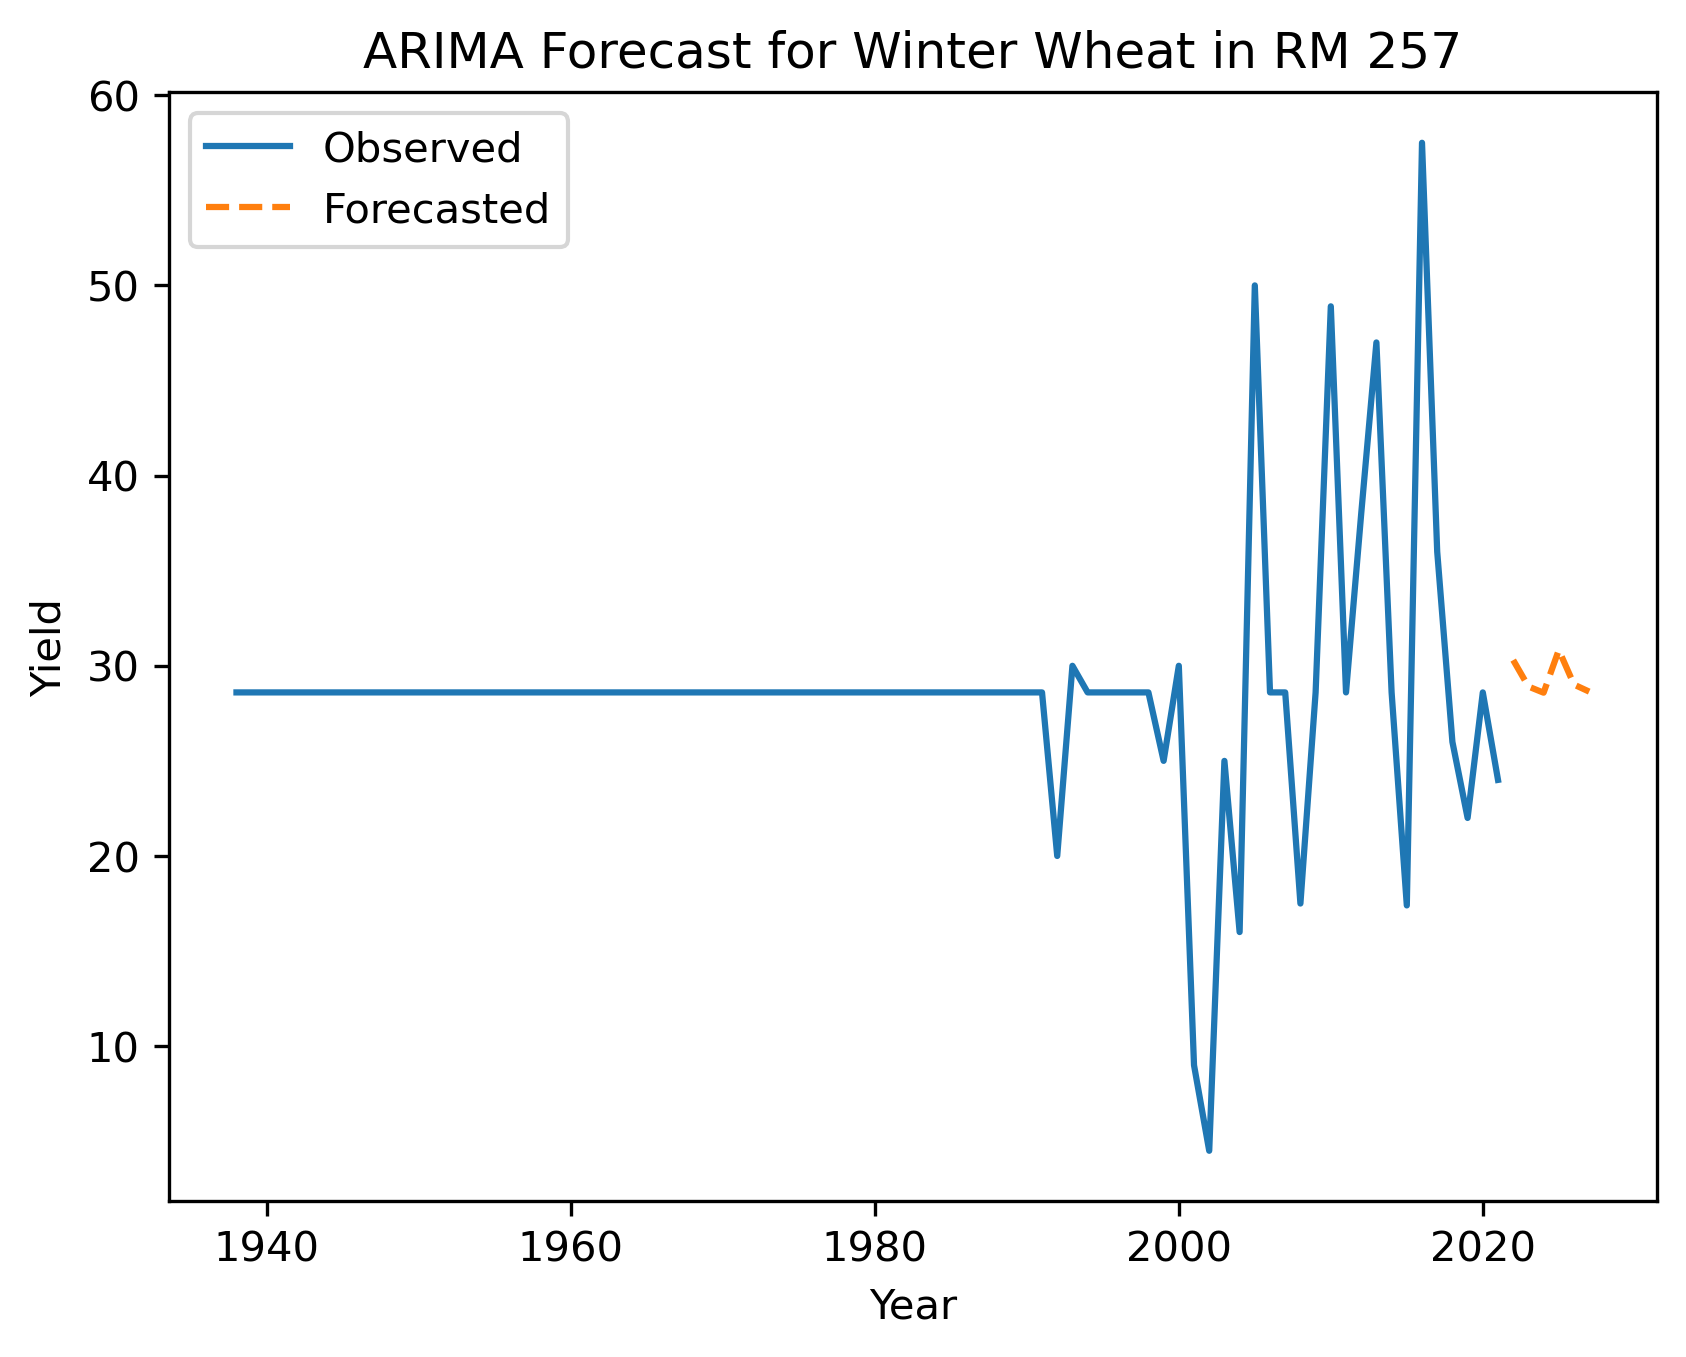 ARIMA Forecast for Winter Wheat in RM 257
60
Observed
Forecasted
50
40
30
20
10
Yield
1940 1960 1980 2000 2020
Year